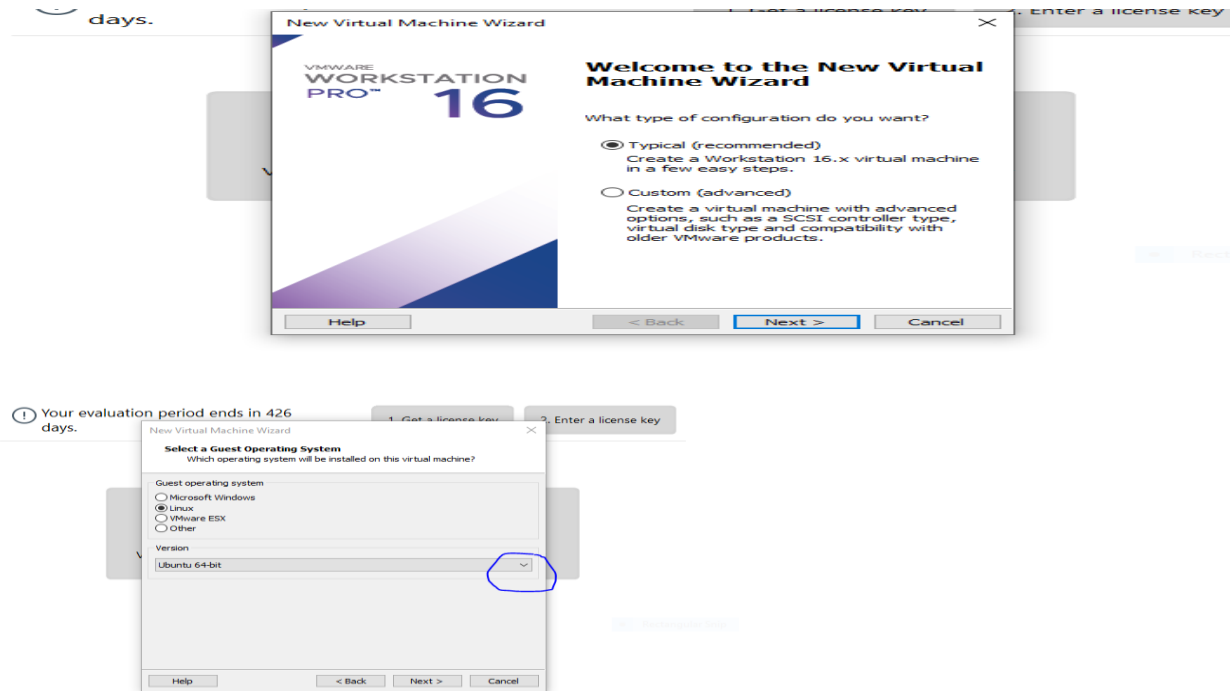 days.
1. Get a license key
2. Enter a license key
New Virtual Machine Wizard
VMWARE
WORKSTATION
PRO™ 16
Welcome to the New Virtual
Machine Wizard
What type of configuration do you want?
Typical (recommended)
Create a Workstation 16.x virtual machine
in a few easy steps.
Custom (advanced)
Create a virtual machine with advanced
options, such as a SCSI controller type,
virtual disk type and compatibility with
older VMware products.
Help
< Back
Next >
Cancel
Your evaluation period ends in 426
days.
1. Get a license key
2. Enter a license key
New Virtual Machine Wizard
Select a Guest Operating System
Which operating system will be installed on this virtual machine?
Guest operating system
Microsoft Windows
Linux
VMware ESX
Other
Version
Ubuntu 64-bit
Help
< Back
Next >
Cancel